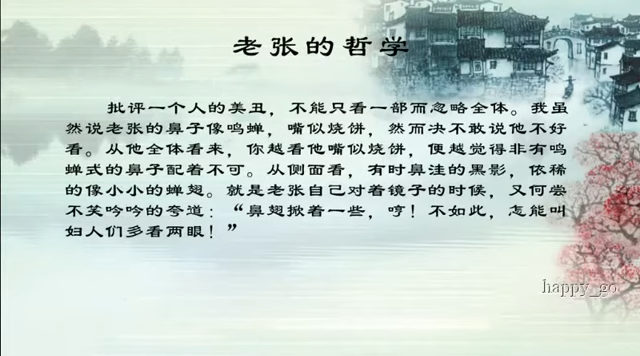 老张的哲学
批评一个人的美丑，不能只看一部而忽略全体。我虽
然说老张的鼻子像鸣蝉，嘴似烧饼，然而决不敢说他不好
看。从他全体看来，你越看他嘴似烧饼，便越觉得非有鸣
蝉式的鼻子配着不可。从侧面看，有时鼻洼的黑影，依稀
的像小小的蝉翅。就是老张自己对着镜子的时候，又何尝
不笑吟吟的夸道：“鼻翅掀着一些，哼！不如此，怎能叫
妇人们多看两眼！”
happy_go